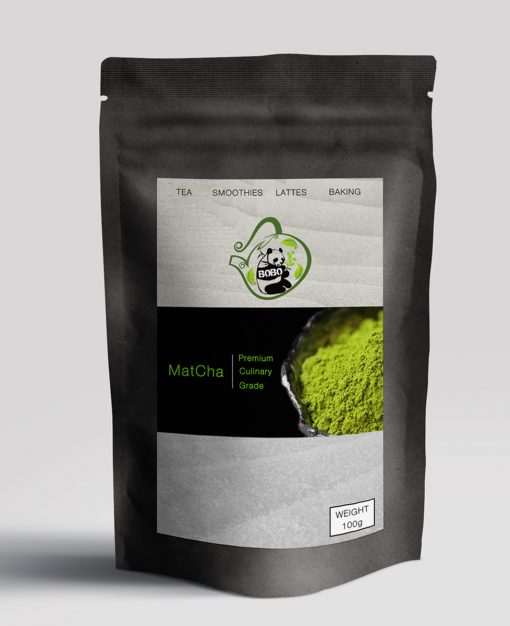 TEA SMOOTHIES LATTES BAKING
BOBO
MatCha
Premium
Culinary
Grade
WEIGHT
100g